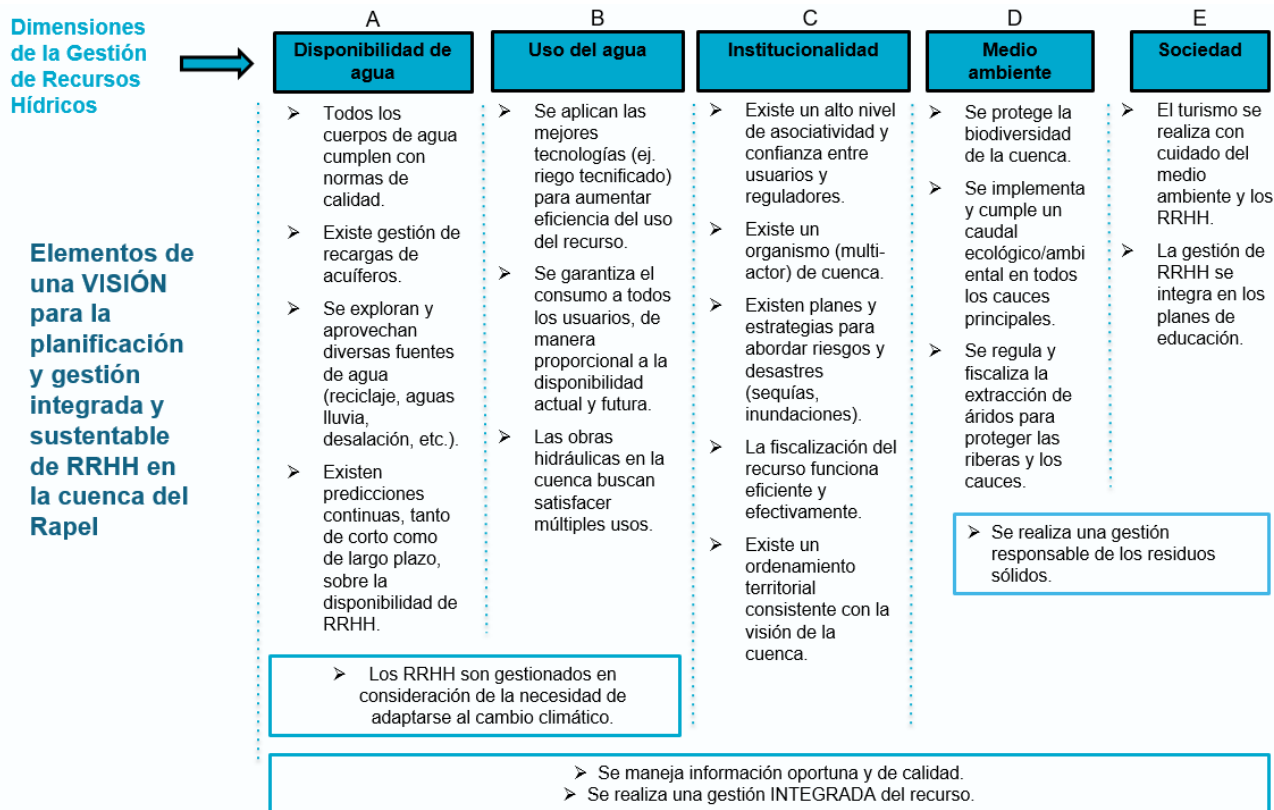 Dimensiones
de la Gestión
de Recursos
Hídricos
A
Disponibilidad de
agua
➢ Todos los
cuerpos de agua
cumplen con
normas de
calidad.
➢ Existe gestión de
recargas de
acuíferos.
➢ Se exploran y
aprovechan
diversas fuentes
de agua
(reciclaje, aguas
lluvia,
desalación, etc.).
➢ Existen
predicciones
continuas, tanto
de corto como
de largo plazo,
sobre la
disponibilidad de
RRHH.
B
Uso del agua
➢ Se aplican las
mejores
tecnologías (ej.
riego tecnificado)
para aumentar
eficiencia del uso
del recurso.
➢ Se garantiza el
consumo a todos
los usuarios, de
manera
proporcional a la
disponibilidad
actual y futura.
➢ Las obras
hidráulicas en la
cuenca buscan
satisfacer
múltiples usos.
C
Institucionalidad
➢ Existe un alto nivel
de asociatividad y
confianza entre
usuarios y
reguladores.
➢ Existe un
organismo (multi-
actor) de cuenca.
➢ Existen planes y
estrategias para
abordar riesgos y
desastres
(sequías,
inundaciones).
➢ La fiscalización del
recurso funciona
eficiente y
efectivamente.
➢ Existe un
ordenamiento
territorial
consistente con la
visión de la
cuenca.
D
Medio
ambiente
➢ Se protege la
biodiversidad
de la cuenca.
➢ Se implementa
y cumple un
caudal
ecológico/ambi
ental en todos
los cauces
principales.
➢ Se regula y
fiscaliza la
extracción de
áridos para
proteger las
riberas y los
cauces.
E
Sociedad
➢ El turismo se
realiza con
cuidado del
medio
ambiente y los
RRHH.
➢ La gestión de
RRHH se
integra en los
planes de
educación.
Elementos de
una VISIÓN
para la
planificación
y gestión
integrada y
sustentable
de RRHH en
la cuenca del
Rapel
➢ Se realiza una gestión
responsable de los residuos
sólidos.
➢ Los RRHH son gestionados en
consideración de la necesidad de
adaptarse al cambio climático.
➢ Se maneja información oportuna y de calidad.
➢ Se realiza una gestión INTEGRADA del recurso.